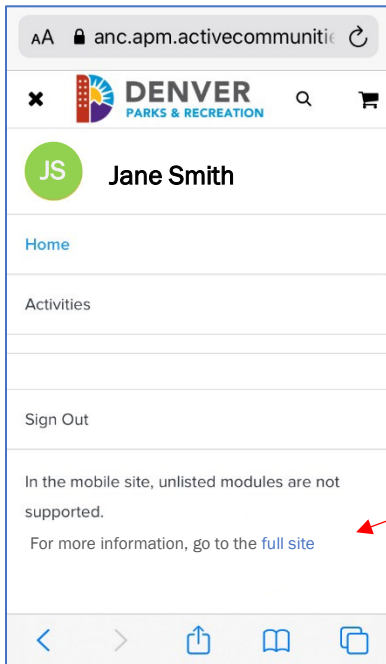 AA anc.apm.activecommunitie
DENVER
PARKS & RECREATION
JS Jane Smith
Home
Activities
Sign Out
In the mobile site, unlisted modules are not
supported.
For more information, go to the full site